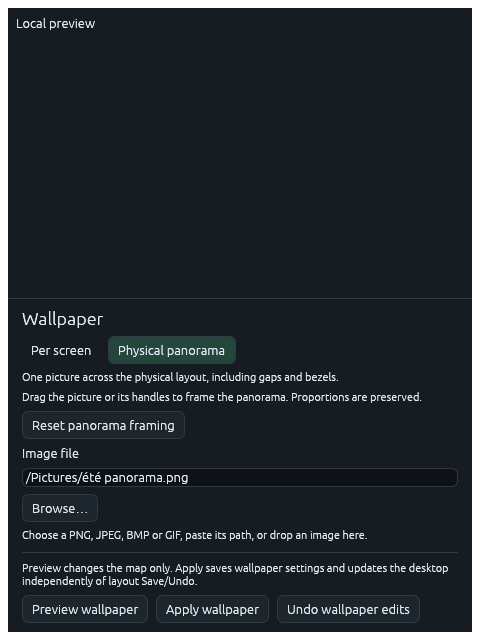 Local preview
Wallpaper
Per screen Physical panorama
One picture across the physical layout, including gaps and bezels.
Drag the picture or its handles to frame the panorama. Proportions are preserved.
Reset panorama framing
Image file
/Pictures/été panorama.png
Browse...
Choose a PNG, JPEG, BMP or GIF, paste its path, or drop an image here.
Preview changes the map only. Apply saves wallpaper settings and updates the desktop
independently of layout Save/Undo.
Preview wallpaper Apply wallpaper Undo wallpaper edits